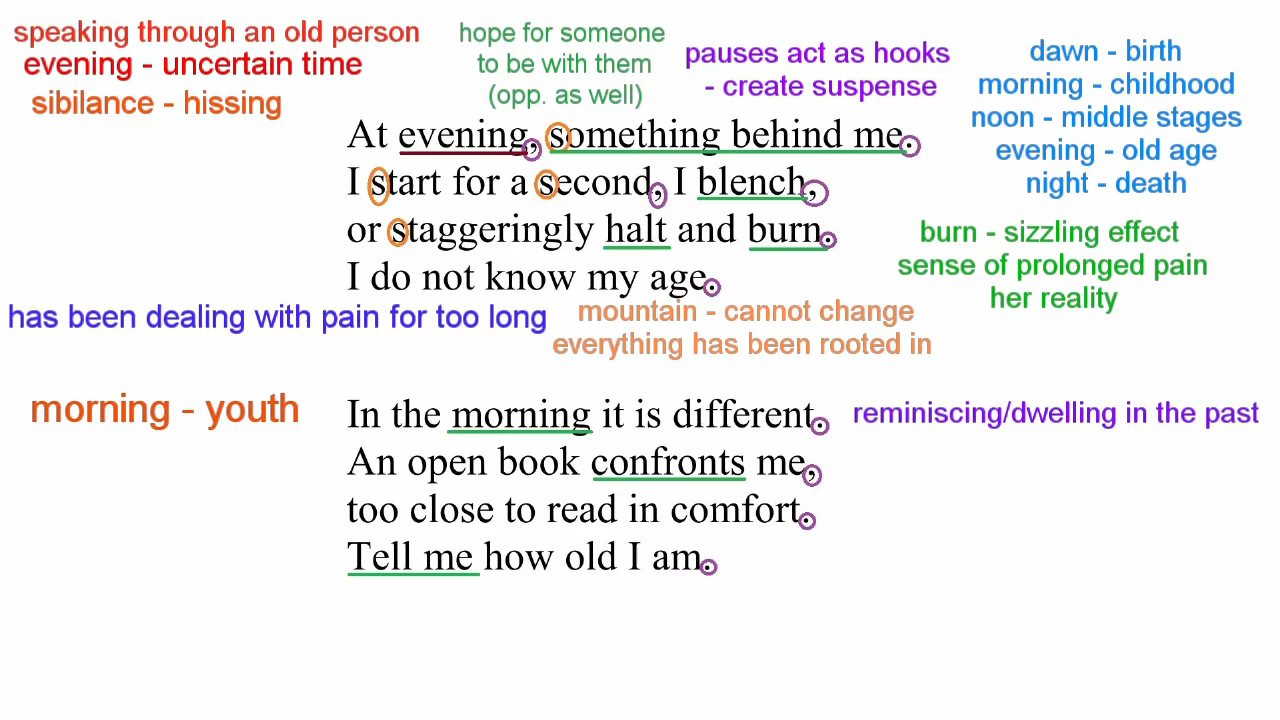 speaking through an old person
evening - uncertain time
sibilance - hissing
hope for someone
to be with them
(opp. as well)
pauses act as hooks
- create suspense
dawn - birth
morning - childhood
noon - middle stages
evening - old age
night - death
At evening, something behind me.
I start for a second, I blench,
or staggeringly halt and burn.
I do not know my age.
burn - sizzling effect
sense of prolonged pain
her reality
has been dealing with pain for too long
mountain - cannot change
everything has been rooted in
morning - youth
In the morning it is different.
An open book confronts me,
too close to read in comfort.
Tell me how old I am.
reminiscing/dwelling in the past